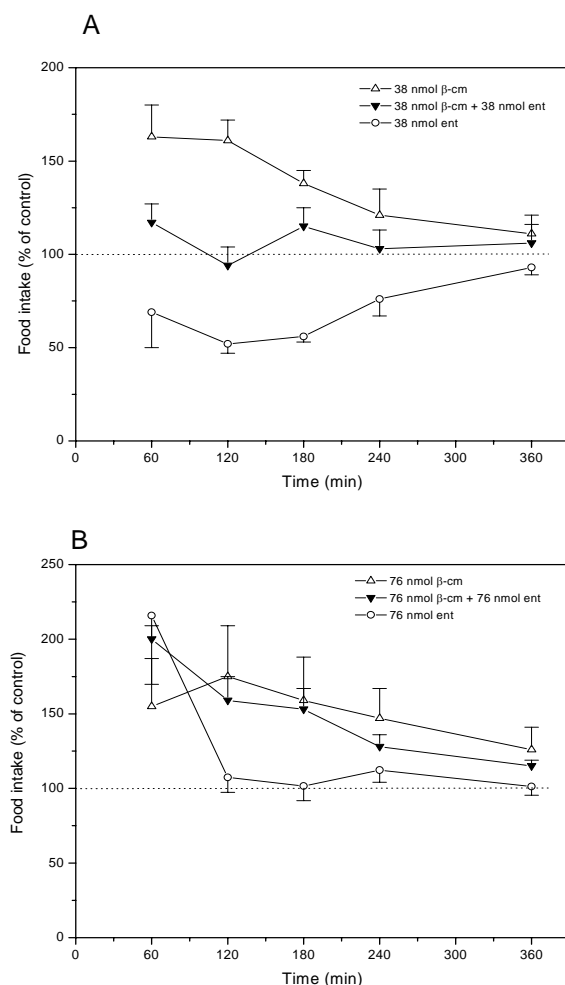 A
200
150
100
50
0
Food intake (% of control)
38 nmol β-cm
38 nmol β-cm + 38 nmol ent
38 nmol ent
0 60 120 180 240 300 360
Time (min)
B
250
200
150
100
50
0
Food intake (% of control)
76 nmol β-cm
76 nmol β-cm + 76 nmol ent
76 nmol ent
0 60 120 180 240 300 360
Time (min)